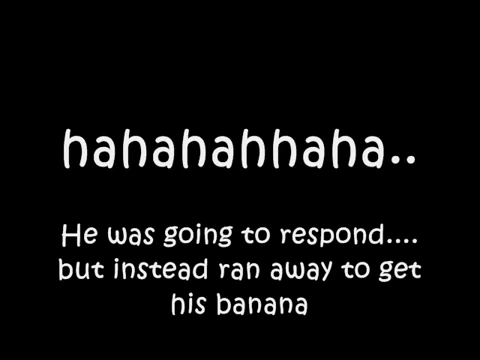 hahahahhaha..
He was going to respond....
but instead ran away to get
his banana